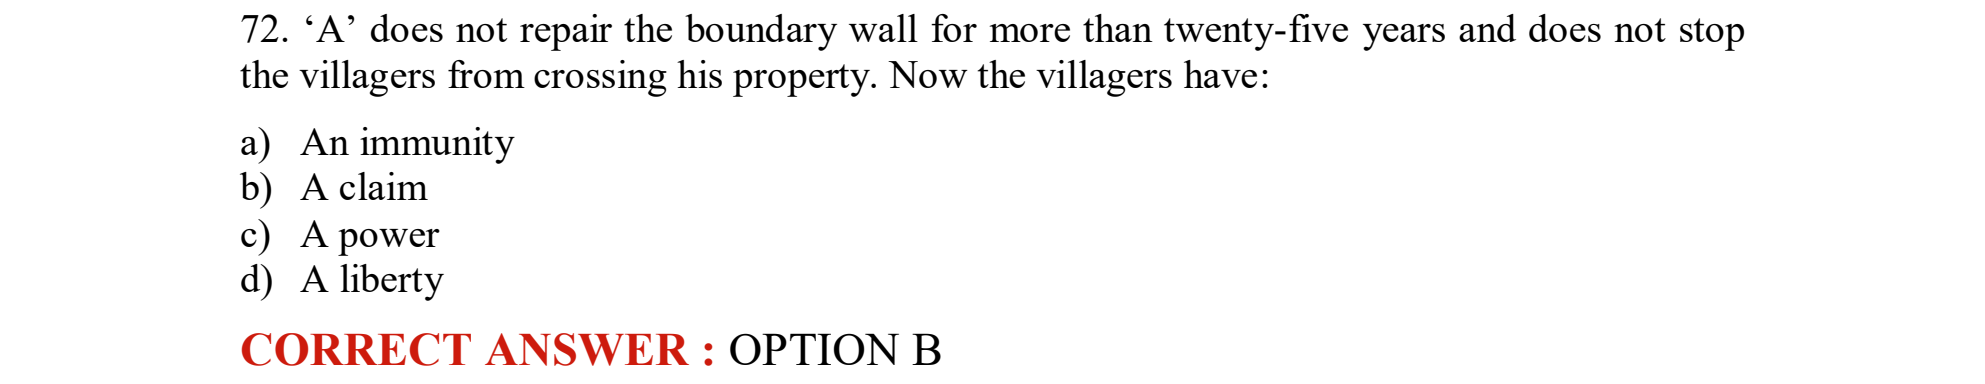 72. ‘A’ does not repair the boundary wall for more than twenty-five years and does not stop
the villagers from crossing his property. Now the villagers have:
a) An immunity
b) A claim
c) A power
d) A liberty
CORRECT ANSWER : OPTION B